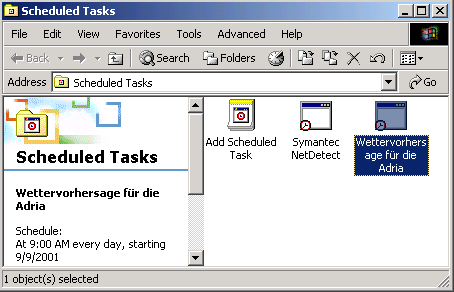 Scheduled Tasks
File Edit View Favorites Tools Advanced Help
Back Search Folders
Address Scheduled Tasks Go
Scheduled Tasks
Wettervorhersage für die
Adria
Schedule:
At 9:00 AM every day, starting
9/9/2001
Add Scheduled
Task
Symantec
NetDetect
Wettervorhers
age für die
Adria
1 object(s) selected